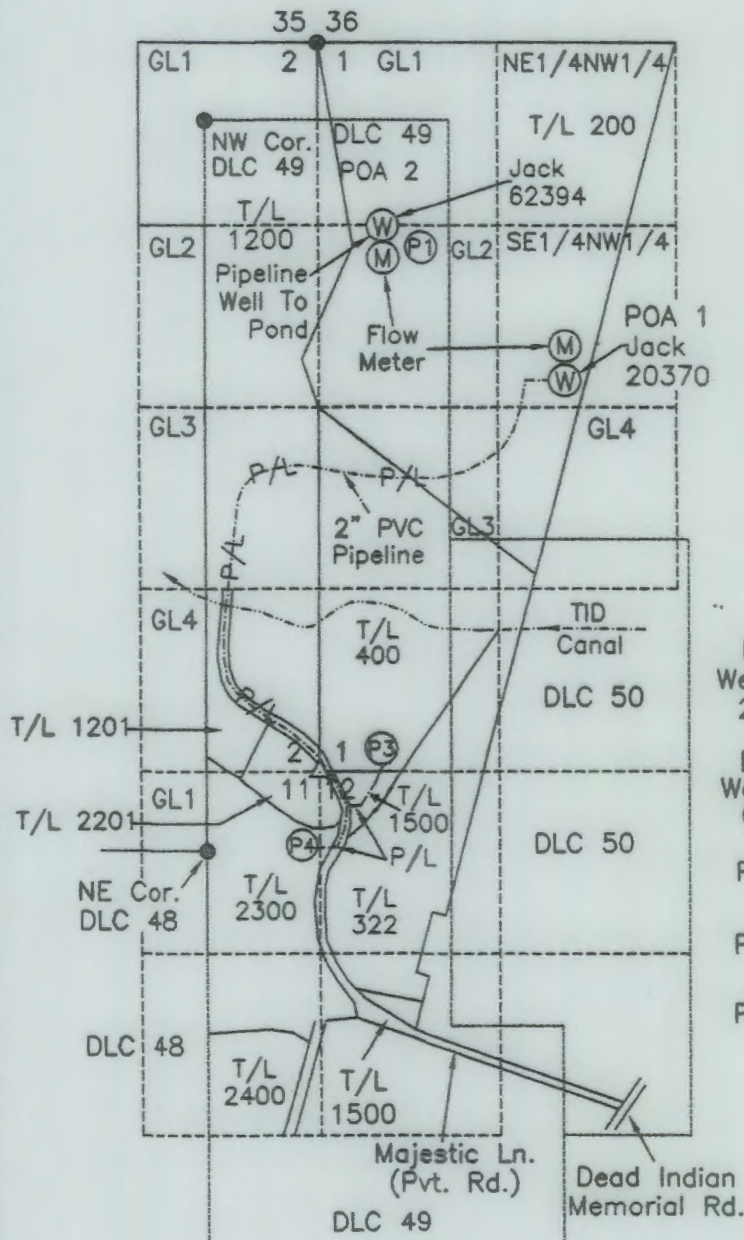 35 36
GL1 2 1 GL1 NE1/4NW1/4
T/L 200
NW Cor.
DLC 49
DLC 49
POA 2
Jack
62394
T/L
1200
GL2
W
M
P1
GL2
SE1/4NW1/4
Pipeline
Well To
Pond
Flow
Meter
M
W
POA 1
Jack
20370
GL3
GL4
P/L
P/L
2" PVC
Pipeline
GL3
P/L
GL4
T/L
400
TID
Canal
DLC 50
T/L 1201
P/L
2 1
P3
11 12
GL1
T/L
1500
T/L 2201
DLC 50
P4
P/L
NE Cor.
DLC 48
T/L
2300
T/L
322
DLC 48
T/L
2400
T/L
1500
Majestic Ln.
(Pvt. Rd.)
Dead Indian
Memorial Rd.
DLC 49